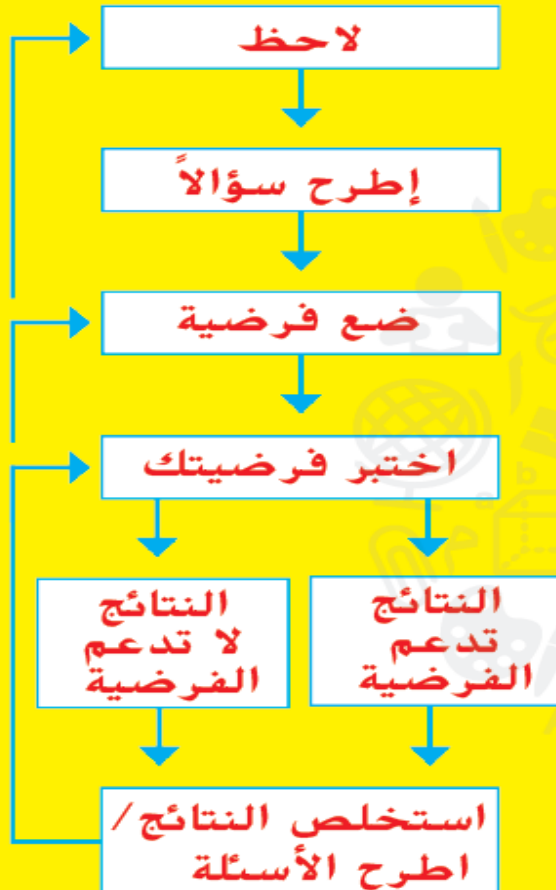 لاحظ
إطرح سؤالاً
ضع فرضية
اختبر فرضيتك
النتائج
تدعم
الفرضية
النتائج
لا تدعم
الفرضية
استخلص النتائج/
اطرح الأسئلة